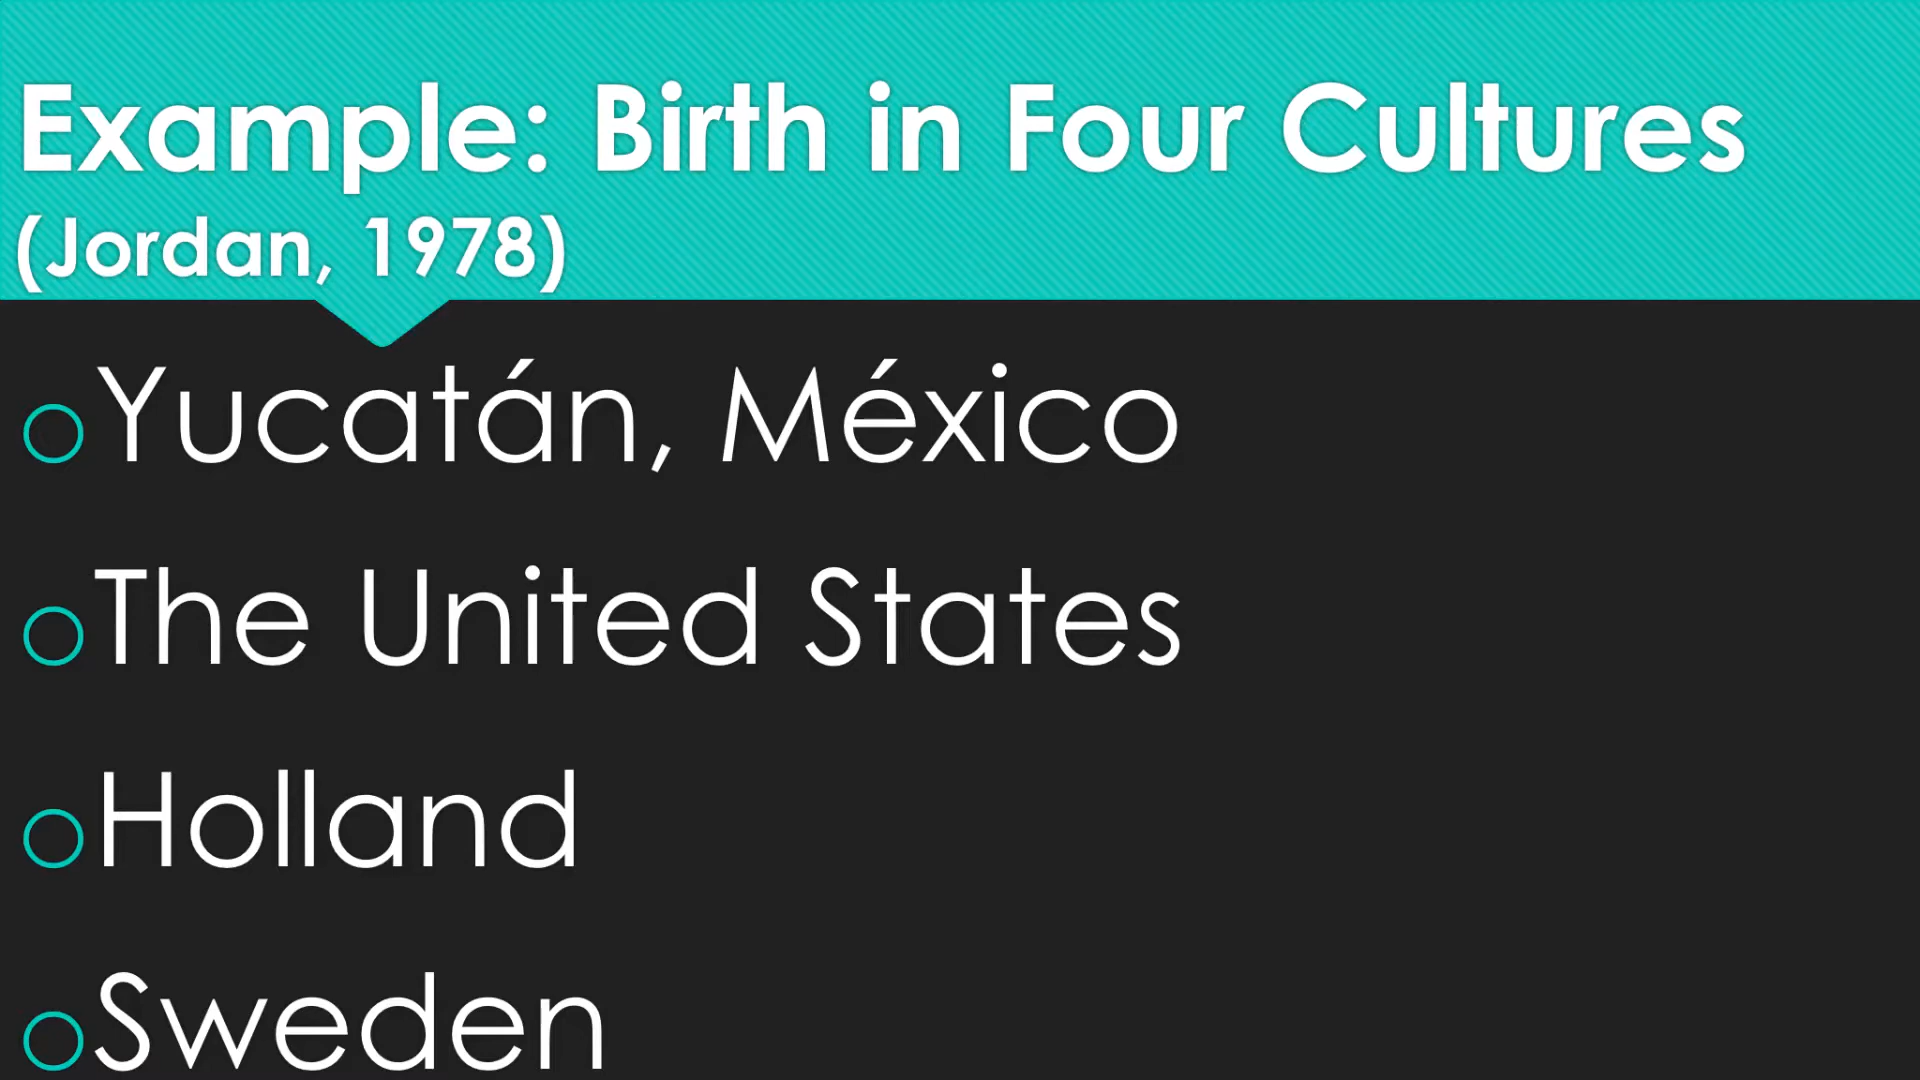 Example: Birth in Four Cultures
(Jordan, 1978)
Yucatán, México
The United States
Holland
Sweden